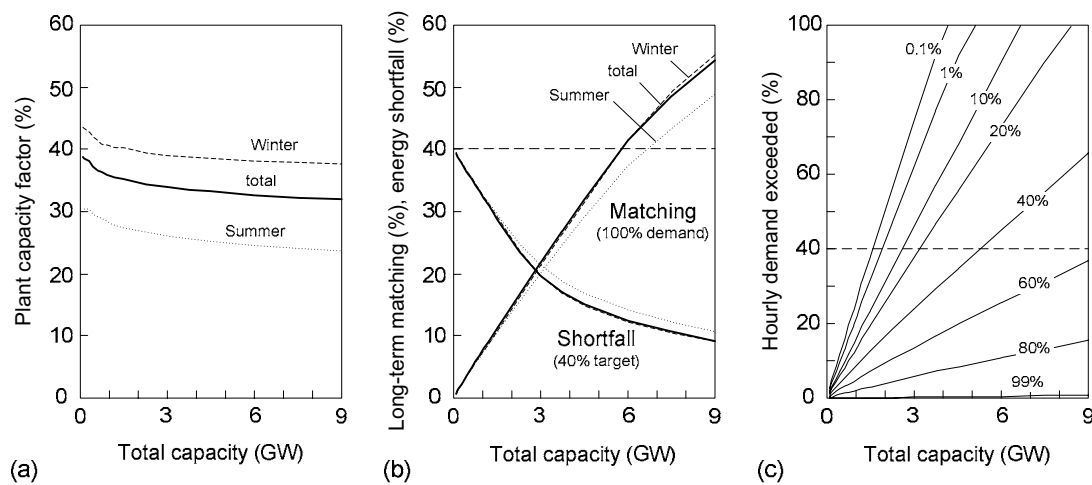 60
50
40
30
20
10
0
Plant capacity factor (%)
Winter
total
Summer
0 3 6 9
Total capacity (GW)
(a)
60
50
40
30
20
10
0
Long-term matching (%), energy shortfall (%)
Winter
total
Summer
Matching
(100% demand)
Shortfall
(40% target)
0 3 6 9
Total capacity (GW)
(b)
100
80
60
40
20
0
Hourly demand exceeded (%)
0.1%
1%
10%
20%
40%
60%
80%
99%
0 3 6 9
Total capacity (GW)
(c)